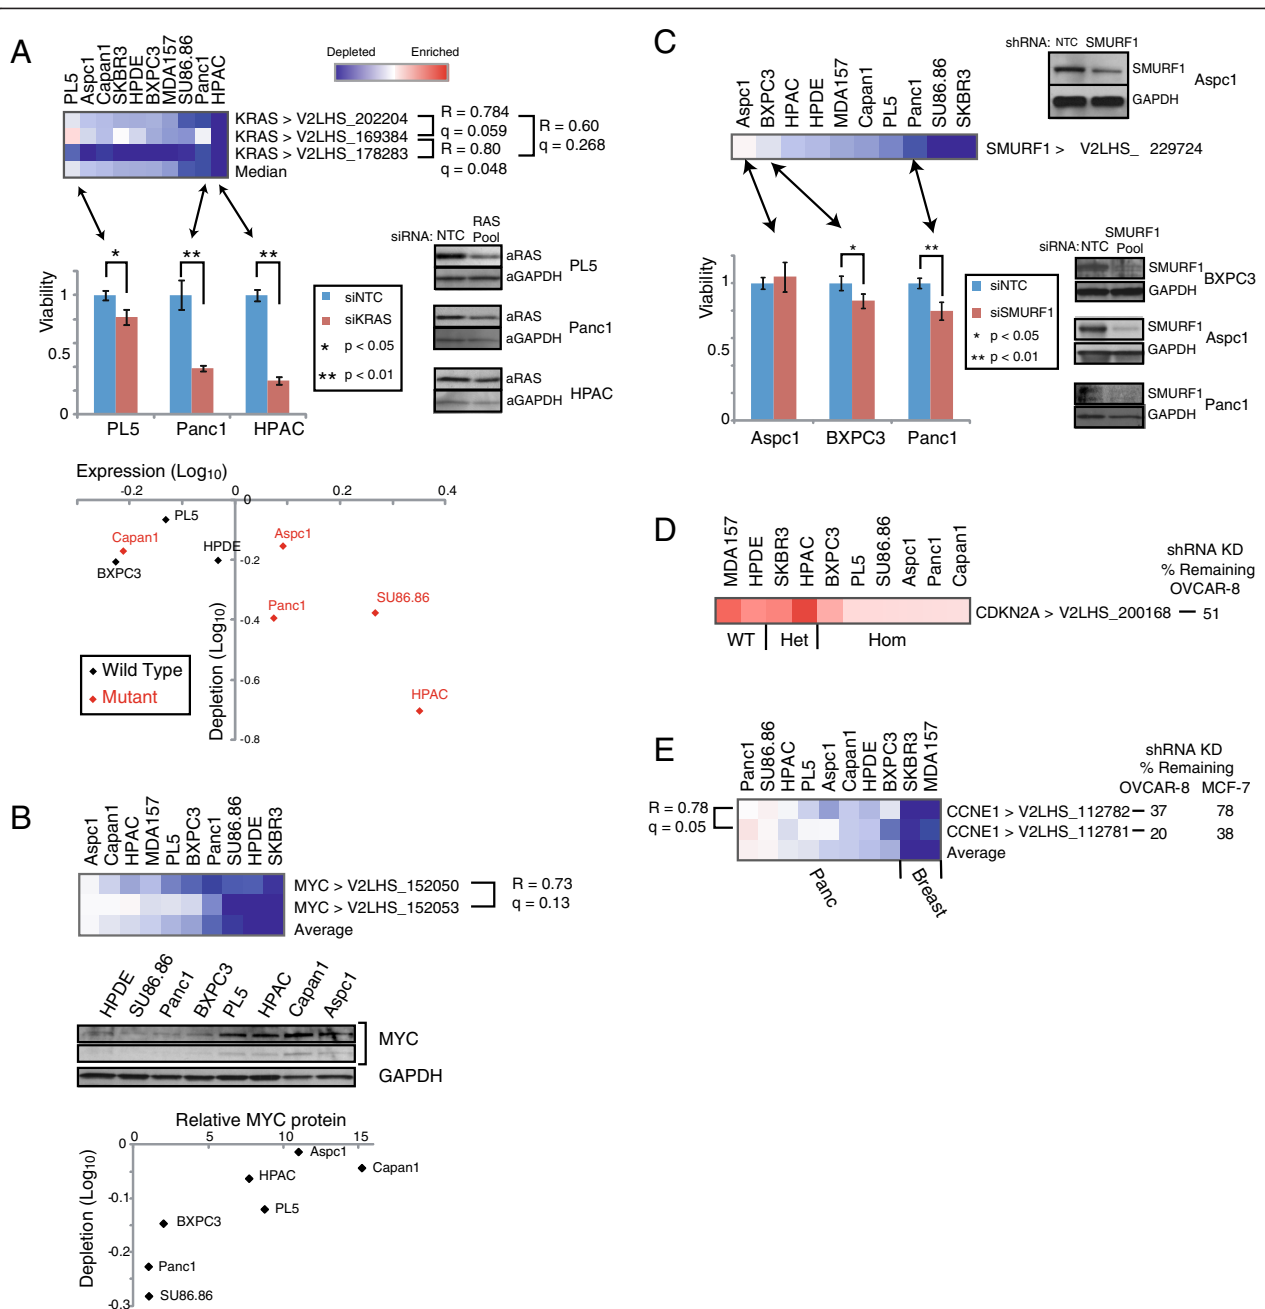 A
PL5
Aspc1
Capan1
SKBR3
HPDE
BXPC3
MDA157
SU86.86
Panc1
HPAC
Depleted Enriched
KRAS > V2LHS_202204
KRAS > V2LHS_169384
KRAS > V2LHS_178283
Median
R = 0.784
q = 0.059
R = 0.80
q = 0.048
R = 0.60
q = 0.268
Viability
1
0.5
0
* ** **
PL5 Panc1 HPAC
siNTC
siKRAS
* p < 0.05
** p < 0.01
siRNA: NTC RAS Pool
aRAS
aGAPDH
PL5
aRAS
aGAPDH
Panc1
aRAS
aGAPDH
HPAC
Expression (Log10)
-0.2 0 0.2 0.4
0
-0.2
-0.4
-0.6
-0.8
Depletion (Log10)
PL5
Capan1
BXPC3
HPDE
Aspc1
Panc1
SU86.86
HPAC
Wild Type
Mutant
B
Aspc1
Capan1
HPAC
MDA157
PL5
BXPC3
Panc1
SU86.86
HPDE
SKBR3
MYC > V2LHS_152050
MYC > V2LHS_152053
Average
R = 0.73
q = 0.13
HPDE
SU86.86
Panc1
BXPC3
PL5
HPAC
Capan1
Aspc1
MYC
GAPDH
Relative MYC protein
0 5 10 15
0
-0.1
-0.2
-0.3
Depletion (Log10)
Aspc1
Capan1
HPAC
PL5
BXPC3
Panc1
SU86.86
C
Aspc1
BXPC3
HPAC
HPDE
MDA157
Capan1
PL5
Panc1
SU86.86
SKBR3
SMURF1 > V2LHS_ 229724
shRNA: NTC SMURF1
SMURF1
GAPDH
Aspc1
Viability
1
0.5
0
* **
Aspc1 BXPC3 Panc1
siNTC
siSMURF1
* p < 0.05
** p < 0.01
siRNA: NTC SMURF1 Pool
SMURF1
GAPDH
BXPC3
SMURF1
GAPDH
Aspc1
SMURF1
GAPDH
Panc1
D
MDA157
HPDE
SKBR3
HPAC
BXPC3
PL5
SU86.86
Aspc1
Panc1
Capan1
shRNA KD
% Remaining
OVCAR-8
CDKN2A > V2LHS_200168 51
WT Het Hom
E
Panc1
SU86.86
HPAC
PL5
Aspc1
Capan1
HPDE
BXPC3
SKBR3
MDA157
shRNA KD
% Remaining
OVCAR-8 MCF-7
R = 0.78
q = 0.05
CCNE1 > V2LHS_112782 37 78
CCNE1 > V2LHS_112781 20 38
Average
Panc
Breast